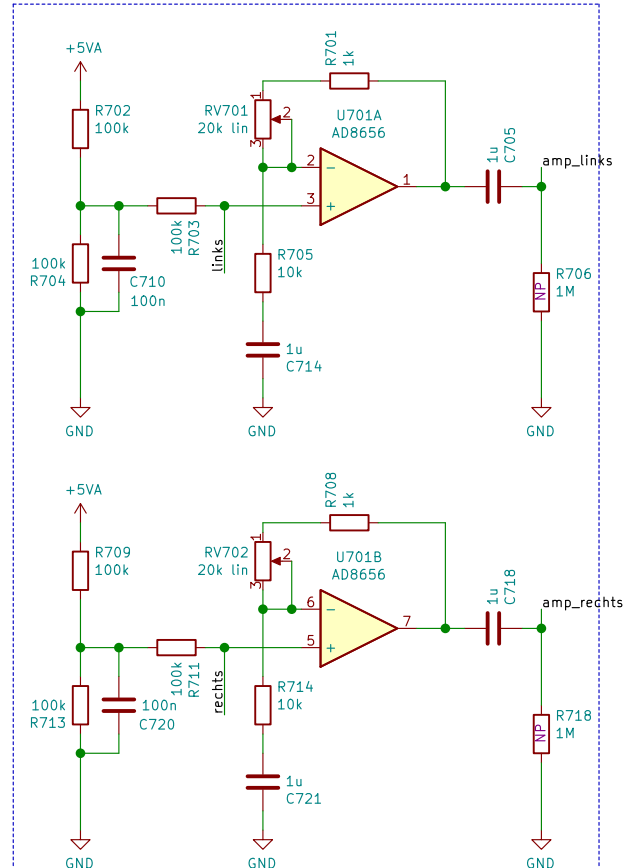 +5VA
R702
100k
R701
1k
RV701
20k lin
1
2
3
U701A
AD8656
2
3
1
−
+
1u
C705
amp_links
100k
R703
links
100k
R704
C710
100n
R705
10k
1u
C714
NP
R706
1M
GND
GND
GND
+5VA
R709
100k
R708
1k
RV702
20k lin
1
2
3
U701B
AD8656
6
5
7
−
+
1u
C718
amp_rechts
100k
R711
rechts
100k
R713
100n
C720
R714
10k
1u
C721
NP
R718
1M
GND
GND
GND